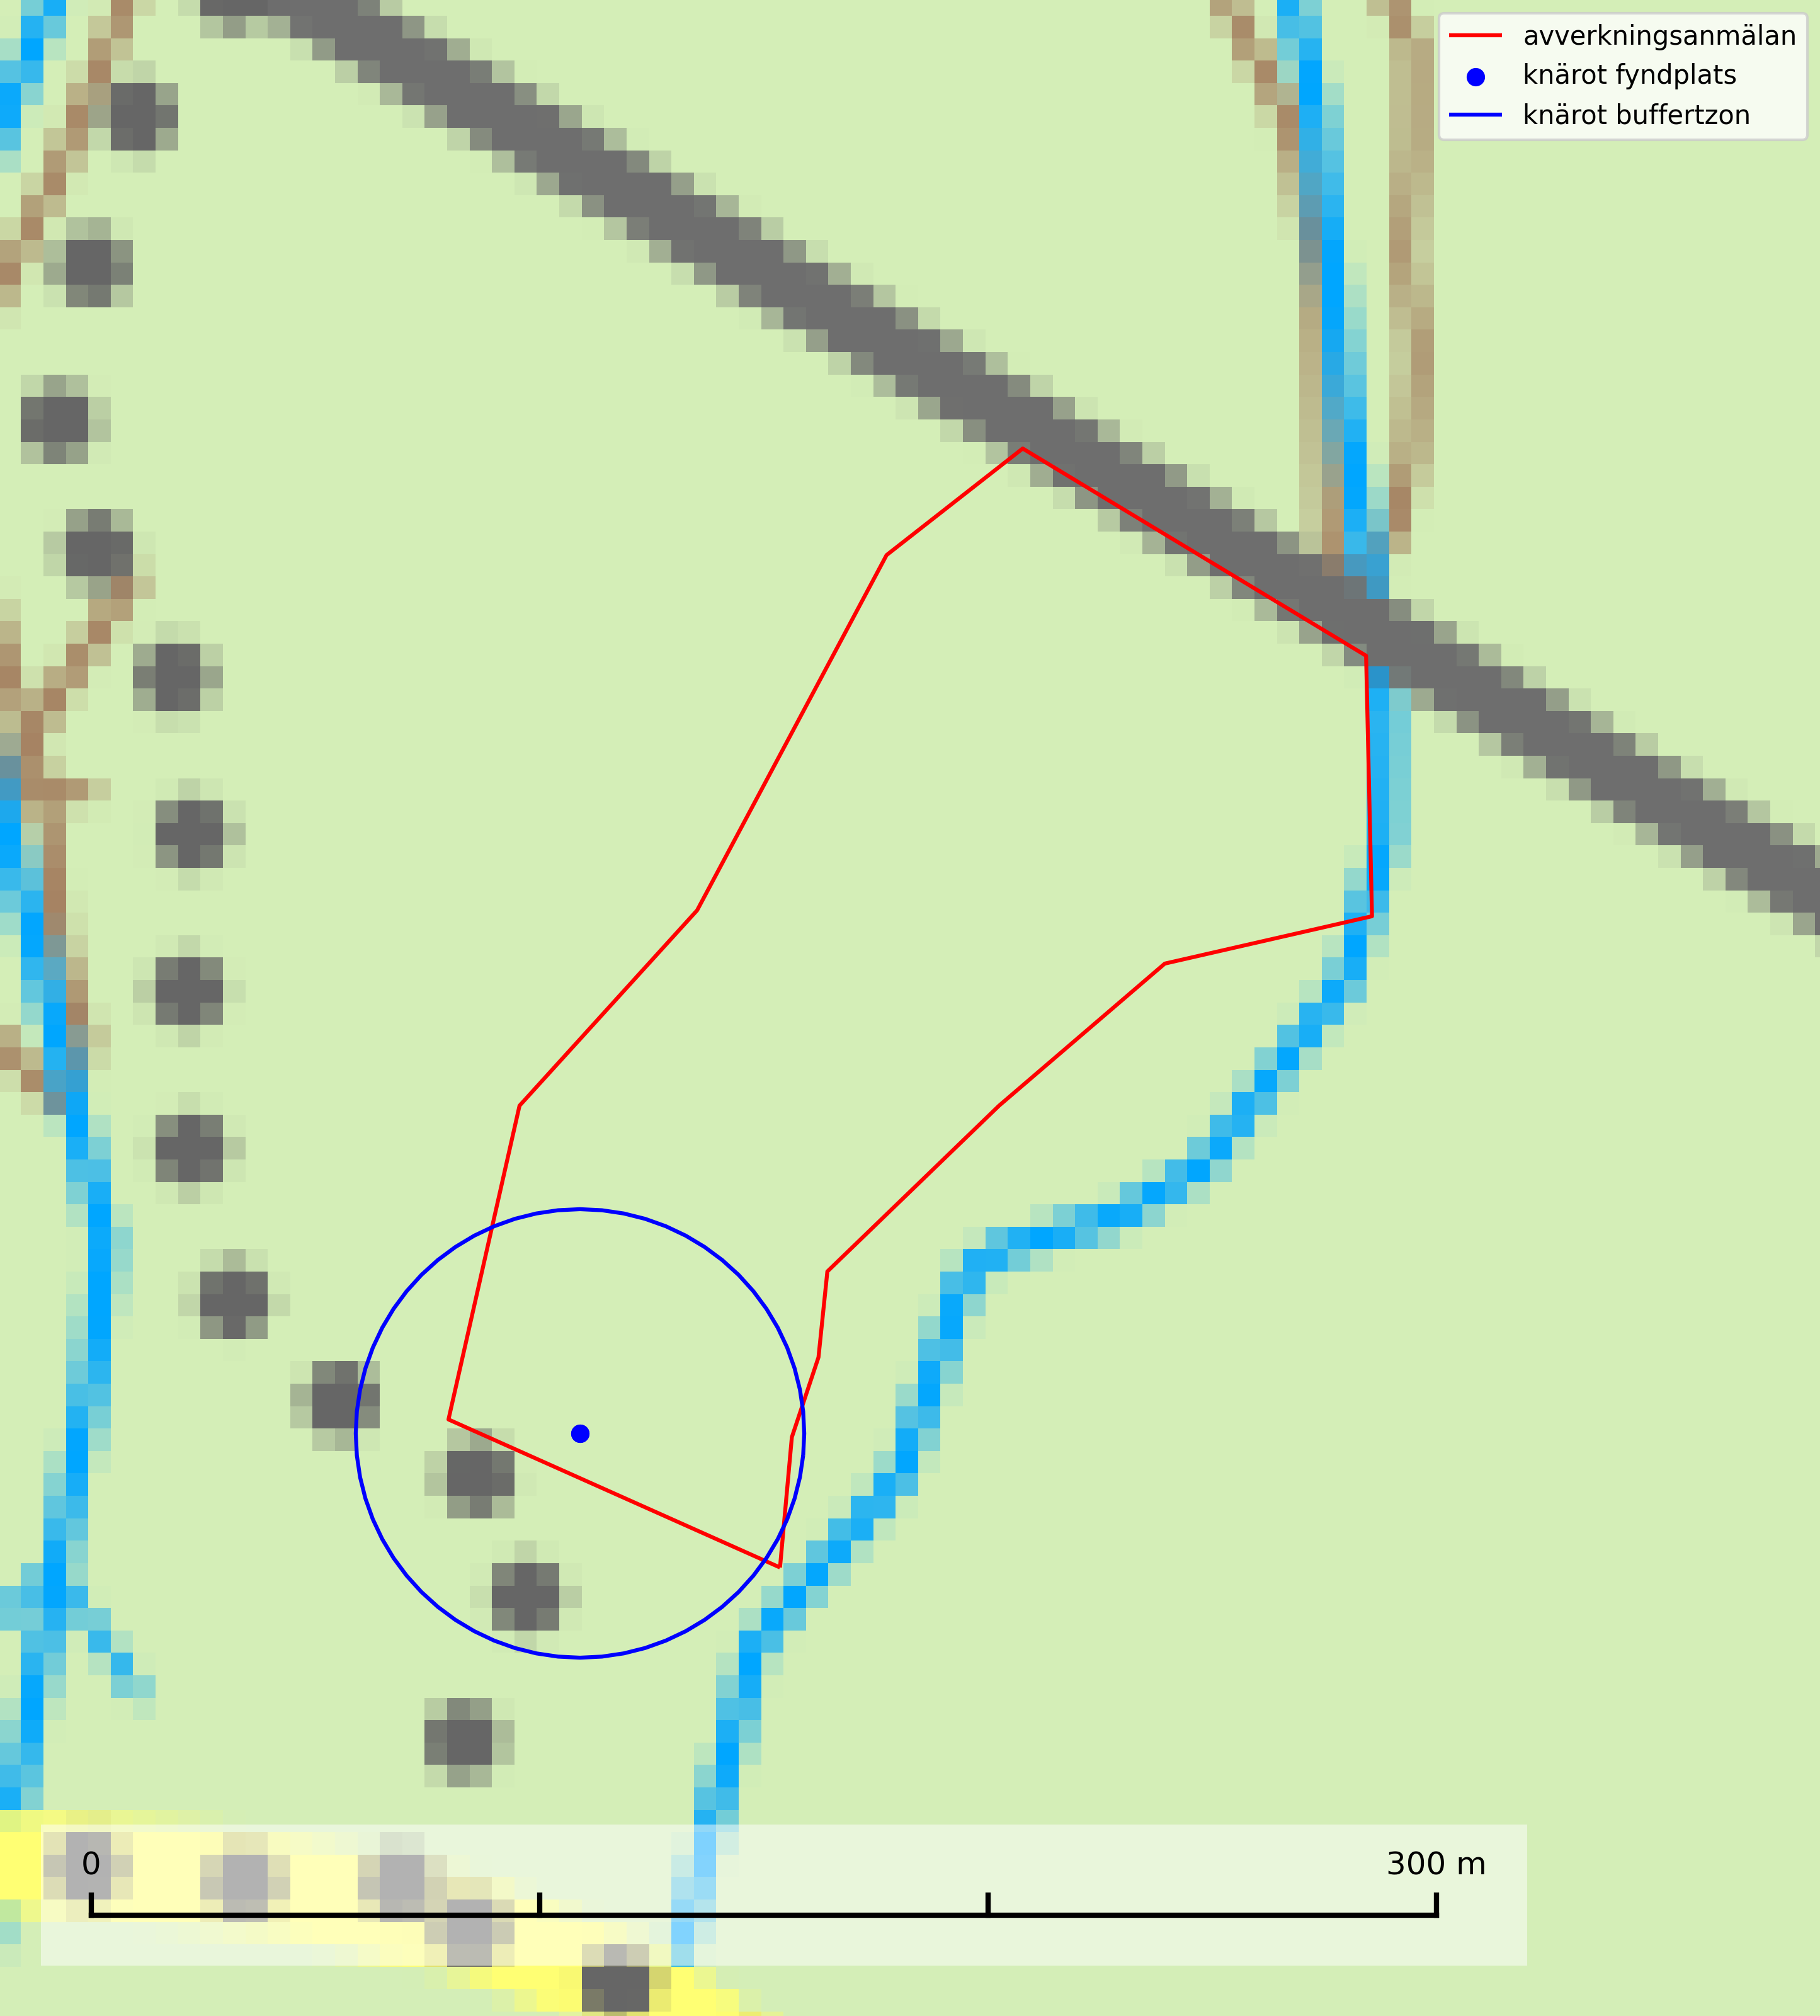 avverkningsanmälan
knärot fyndplats
knärot buffertzon
0
300 m